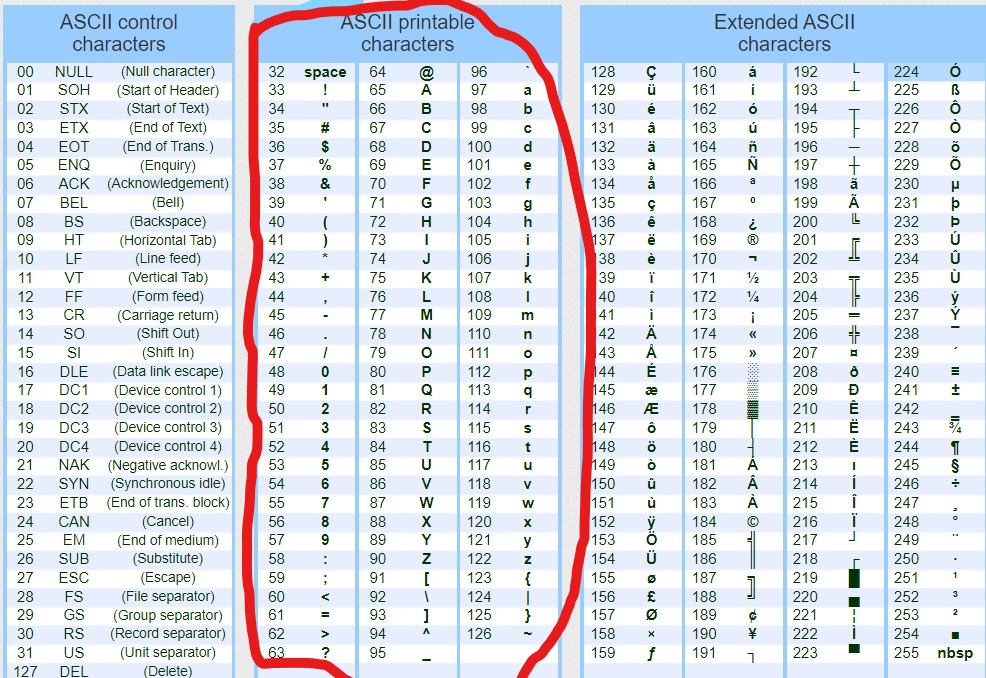 ASCII control characters
ASCII printable characters
Extended ASCII characters
00 NULL (Null character) 32 space 64 @ 96 ` 128 Ç 160 á 192 └ 224 Ó
01 SOH (Start of Header) 33 ! 65 A 97 a 129 ü 161 í 193 ┴ 225 ß
02 STX (Start of Text) 34 " 66 B 98 b 130 é 162 ó 194 ┬ 226 Ô
03 ETX (End of Text) 35 # 67 C 99 c 131 â 163 ú 195 ├ 227 Ò
04 EOT (End of Trans.) 36 $ 68 D 100 d 132 ä 164 ñ 196 ─ 228 õ
05 ENQ (Enquiry) 37 % 69 E 101 e 133 à 165 Ñ 197 ┼ 229 Õ
06 ACK (Acknowledgement) 38 & 70 F 102 f 134 å 166 ª 198 ã 230 µ
07 BEL (Bell) 39 ' 71 G 103 g 135 ç 167 º 199 Ã 231 þ
08 BS (Backspace) 40 ( 72 H 104 h 136 ê 168 ¿ 200 ╚ 232 Þ
09 HT (Horizontal Tab) 41 ) 73 I 105 i 137 ë 169 ® 201 ╔ 233 Ú
10 LF (Line feed) 42 * 74 J 106 j 138 è 170 ¬ 202 ╩ 234 Û
11 VT (Vertical Tab) 43 + 75 K 107 k 139 ï 171 ½ 203 ╦ 235 Ù
12 FF (Form feed) 44 , 76 L 108 l 140 î 172 ¼ 204 ╠ 236 ý
13 CR (Carriage return) 45 - 77 M 109 m 141 ì 173 ¡ 205 ═ 237 Ý
14 SO (Shift Out) 46 . 78 N 110 n 142 Ä 174 « 206 ╬ 238 ¯
15 SI (Shift In) 47 / 79 O 111 o 143 Å 175 » 207 ¤ 239 ´
16 DLE (Data link escape) 48 0 80 P 112 p 144 É 176 ░ 208 ð 240 ≡
17 DC1 (Device control 1) 49 1 81 Q 113 q 145 æ 177 ▒ 209 Ð 241 ±
18 DC2 (Device control 2) 50 2 82 R 114 r 146 Æ 178 ▓ 210 Ê 242 ‗
19 DC3 (Device control 3) 51 3 83 S 115 s 147 ô 179 │ 211 Ë 243 ¾
20 DC4 (Device control 4) 52 4 84 T 116 t 148 ö 180 ┤ 212 È 244 ¶
21 NAK (Negative acknowl.) 53 5 85 U 117 u 149 ò 181 Á 213 ı 245 §
22 SYN (Synchronous idle) 54 6 86 V 118 v 150 û 182 Â 214 Í 246 ÷
23 ETB (End of trans. block) 55 7 87 W 119 w 151 ù 183 À 215 Î 247 ¸
24 CAN (Cancel) 56 8 88 X 120 x 152 ÿ 184 © 216 Ï 248 °
25 EM (End of medium) 57 9 89 Y 121 y 153 Ö 185 ╣ 217 ┘ 249 ¨
26 SUB (Substitute) 58 : 90 Z 122 z 154 Ü 186 ║ 218 ┌ 250 ·
27 ESC (Escape) 59 ; 91 [ 123 { 155 ø 187 ╗ 219 █ 251 ¹
28 FS (File separator) 60 < 92 \ 124 | 156 £ 188 ╝ 220 ▄ 252 ³
29 GS (Group separator) 61 = 93 ] 125 } 157 Ø 189 ¢ 221 ¦ 253 ²
30 RS (Record separator) 62 > 94 ^ 126 ~ 158 × 190 ¥ 222 Ì 254 ■
31 US (Unit separator) 63 ? 95 _ 159 ƒ 191 ┐ 223 ▀ 255 nbsp
127 DEL (Delete)